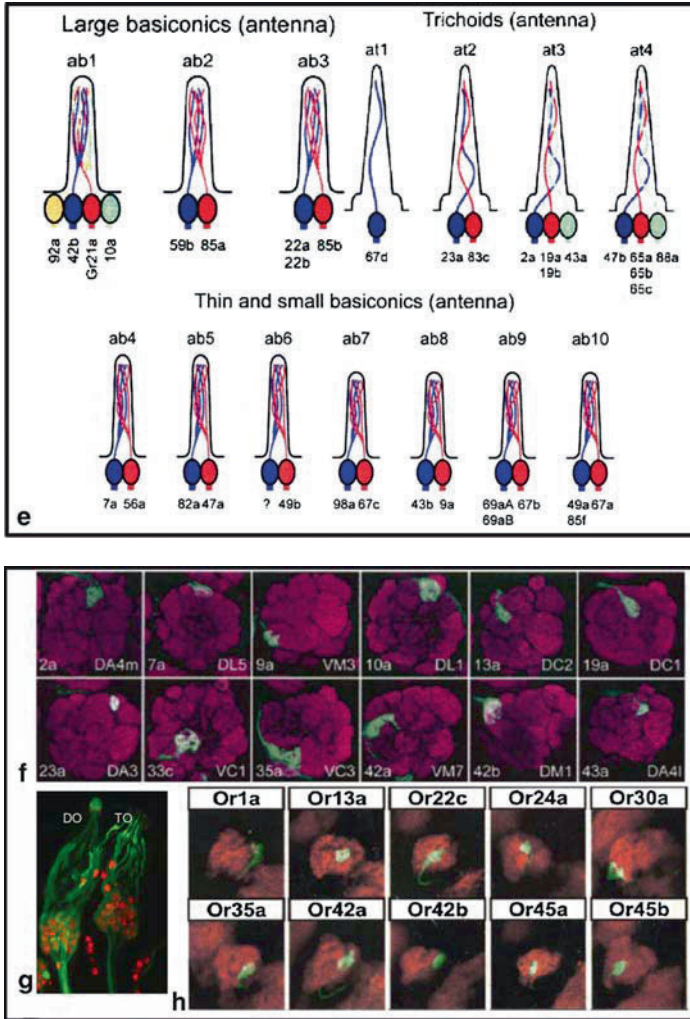 Large basiconics (antenna) Trichoids (antenna)
ab1 ab2 ab3 at1 at2 at3 at4
92a 42b Gr21a 10a 59b 85a 22a 85b 67d 23a 83c 2a 19a 43a 47b 65a 88a
22b 19b 65b
65c
Thin and small basiconics (antenna)
ab4 ab5 ab6 ab7 ab8 ab9 ab10
7a 56a 82a 47a ? 49b 98a 67c 43b 9a 69aA 67b 49a 67a
69aB 85f
e
2a DA4m 7a DL5 9a VM3 10a DL1 13a DC2 19a DC1
23a DA3 33c VC1 35a VC3 42a VM7 42b DM1 43a DA4l
f
DO TO
g
Or1a Or13a Or22c Or24a Or30a
Or35a Or42a Or42b Or45a Or45b
h